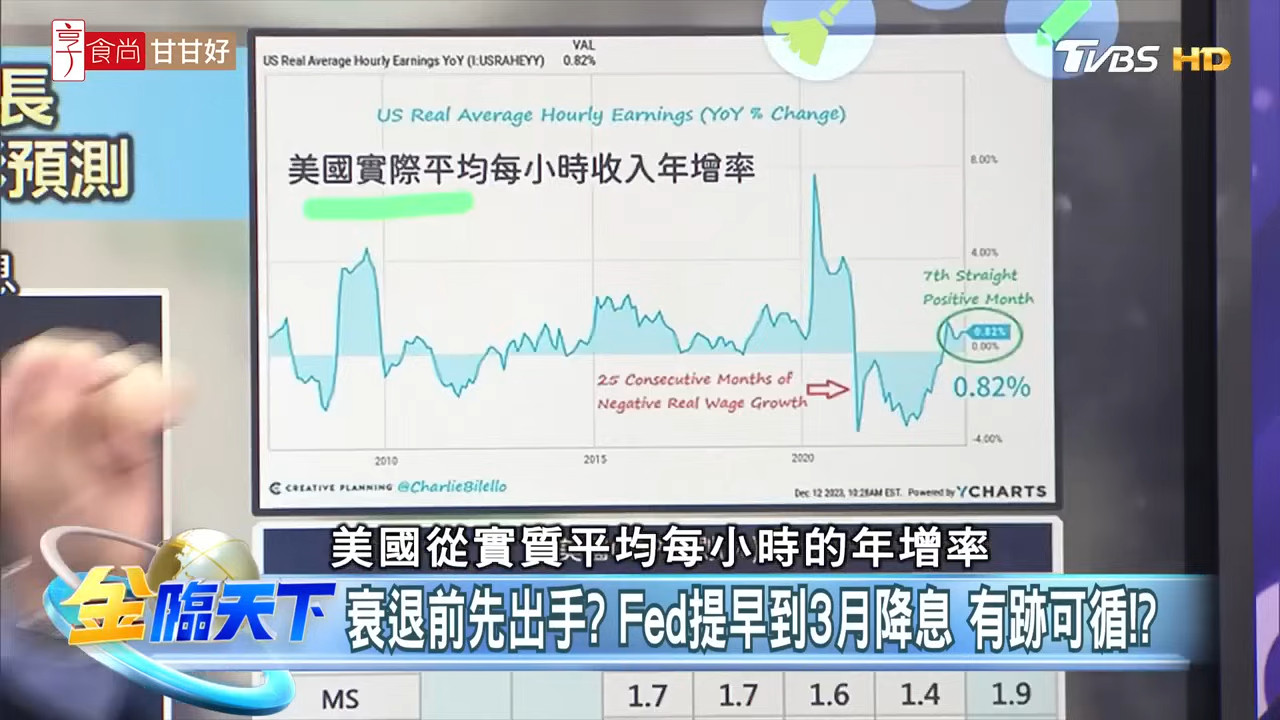 享食尚 甘甘好
TVBS HD
長
預測
想
VAL
US Real Average Hourly Earnings YoY (I:USRAHEYY) 0.82%
US Real Average Hourly Earnings (YoY % Change)
美國實際平均每小時收入年增率
8.00%
4.00%
7th Straight
Positive Month
0.82%
0.00%
0.82%
25 Consecutive Months of
Negative Real Wage Growth
-4.00%
2010 2015 2020
CREATIVE PLANNING @CharlieBilello
Dec 12 2023, 10:28AM EST. Powered by YCHARTS
美國從實質平均每小時的年增率
金臨天下
衰退前先出手? Fed提早到3月降息 有跡可循!?
MS 1.7 1.7 1.6 1.4 1.9